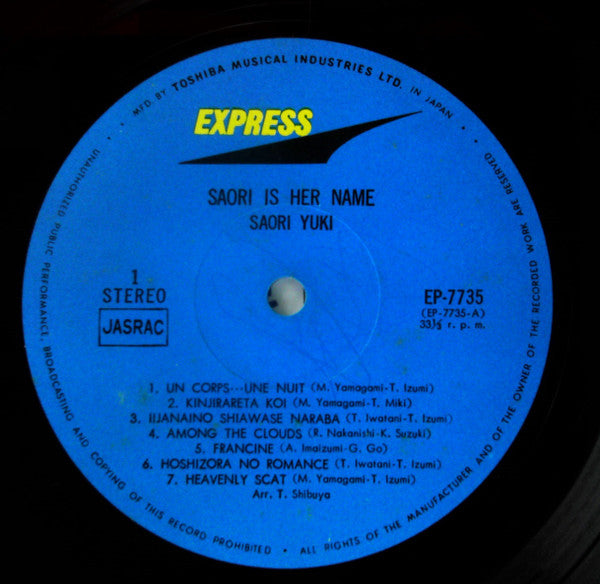 MFD. BY TOSHIBA MUSICAL INDUSTRIES LTD. IN JAPAN •
ALL RIGHTS OF THE MANUFACTURER AND OF THE OWNER OF THE RECORDED WORK ARE RESERVED
UNAUTHORIZED PUBLIC PERFORMANCE, BROADCASTING AND COPYING OF THIS RECORD PROHIBITED •
EXPRESS
SAORI IS HER NAME
SAORI YUKI
1
STEREO
JASRAC
EP-7735
(EP-7735-A)
33⅓ r. p. m.
1. UN CORPS···UNE NUIT (M. Yamagami-T. Izumi)
2. KINJIRARETA KOI (M. Yamagami-T. Miki)
3. IIJANAINO SHIAWASE NARABA (T. Iwatani-T. Izumi)
4. AMONG THE CLOUDS (R. Nakanishi-K. Suzuki)
5. FRANCINE (A. Imaizumi-G. Go)
6. HOSHIZORA NO ROMANCE (T. Iwatani-T. Izumi)
7. HEAVENLY SCAT (M. Yamagami-T. Izumi)
Arr. T. Shibuya